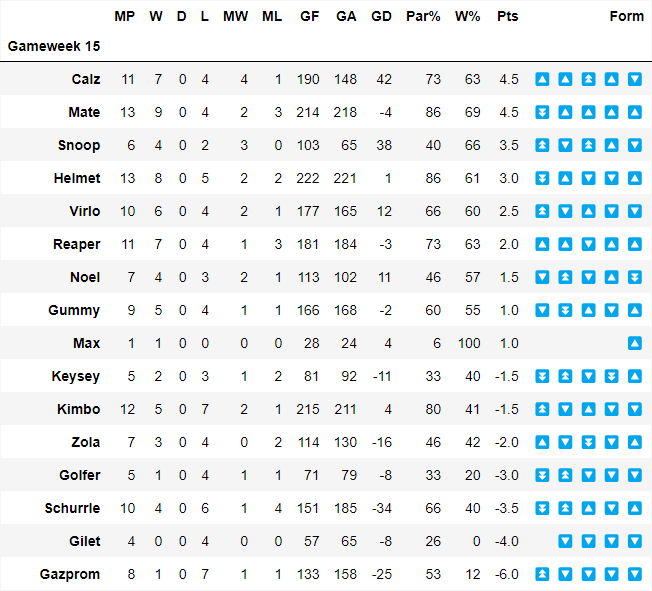 MP W D L MW ML GF GA GD Par% W% Pts Form
Gameweek 15
Calz 11 7 0 4 4 1 190 148 42 73 63 4.5 🔼 🔼 ⏫ 🔼 🔽
Mate 13 9 0 4 2 3 214 218 -4 86 69 4.5 ⏬ 🔼 🔼 🔼 🔼
Snoop 6 4 0 2 3 0 103 65 38 40 66 3.5 ⏫ 🔽 ⏫ 🔼 🔽
Helmet 13 8 0 5 2 2 222 221 1 86 61 3.0 ⏬ 🔼 🔽 🔽 🔼
Virlo 10 6 0 4 2 1 177 165 12 66 60 2.5 ⏫ 🔽 🔼 🔽 🔽
Reaper 11 7 0 4 1 3 181 184 -3 73 63 2.0 🔼 🔼 🔽 🔼 🔼
Noel 7 4 0 3 2 1 113 102 11 46 57 1.5 🔽 ⏫ 🔽 🔼 ⏬
Gummy 9 5 0 4 1 1 166 168 -2 60 55 1.0 🔽 ⏬ 🔼 🔽 🔼
Max 1 1 0 0 0 0 28 24 4 6 100 1.0 🔼
Keysey 5 2 0 3 1 2 81 92 -11 33 40 -1.5 ⏬ ⏫ 🔽 ⏬ 🔼
Kimbo 12 5 0 7 2 1 215 211 4 80 41 -1.5 ⏫ 🔽 🔼 🔽 🔽
Zola 7 3 0 4 0 2 114 130 -16 46 42 -2.0 🔼 🔽 ⏬ 🔽 🔼
Golfer 5 1 0 4 1 1 71 79 -8 33 20 -3.0 ⏬ ⏫ 🔽 🔽 🔽
Schurrle 10 4 0 6 1 4 151 185 -34 66 40 -3.5 ⏬ ⏫ 🔼 🔽 🔼
Gilet 4 0 0 4 0 0 57 65 -8 26 0 -4.0 🔽 🔽 🔽 🔽
Gazprom 8 1 0 7 1 1 133 158 -25 53 12 -6.0 ⏫ 🔽 🔽 🔽 🔽